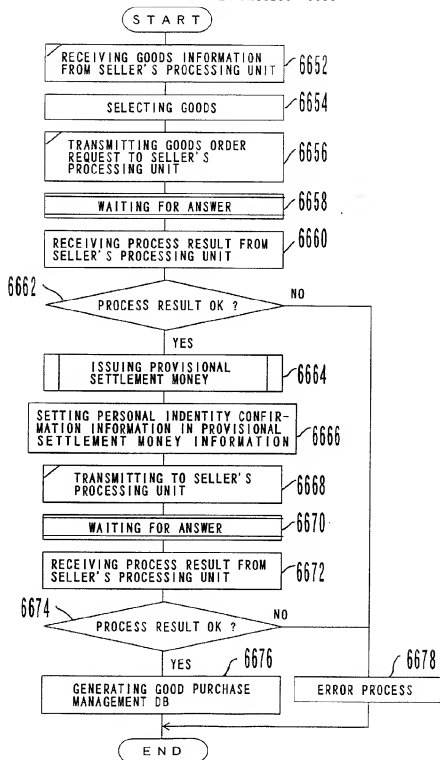 START
RECEIVING GOODS INFORMATION
FROM SELLER'S PROCESSING UNIT
6652
SELECTING GOODS
6654
TRANSMITTING GOODS ORDER
REQUEST TO SELLER'S
PROCESSING UNIT
6656
WAITING FOR ANSWER
6658
RECEIVING PROCESS RESULT FROM
SELLER'S PROCESSING UNIT
6660
6662
PROCESS RESULT OK ?
NO
YES
ISSUING PROVISIONAL
SETTLEMENT MONEY
6664
SETTING PERSONAL INDENTITY CONFIR-
MATION INFORMATION IN PROVISIONAL
SETTLEMENT MONEY INFORMATION
6666
TRANSMITTING TO SELLER'S
PROCESSING UNIT
6668
WAITING FOR ANSWER
6670
RECEIVING PROCESS RESULT FROM
SELLER'S PROCESSING UNIT
6672
6674
PROCESS RESULT OK ?
NO
YES
6676
6678
GENERATING GOOD PURCHASE
MANAGEMENT DB
ERROR PROCESS
END